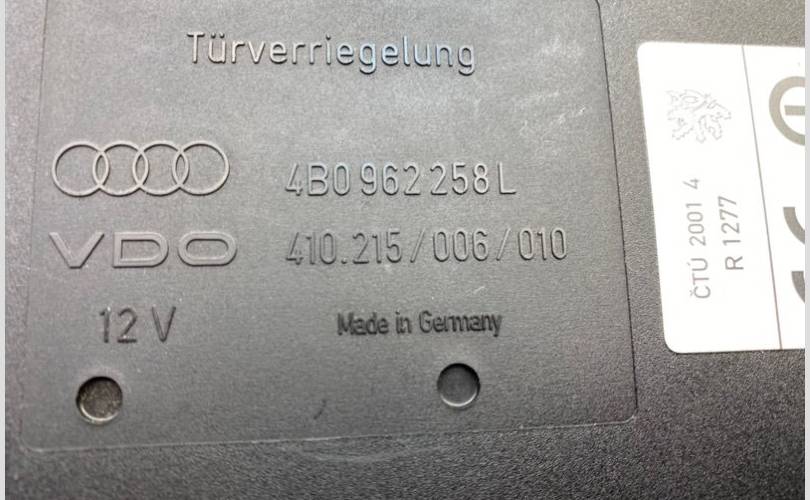 Türverriegelung
4B0 962 258 L
VDO
410.215/006/010
12 V
Made in Germany
ČTÚ 2001 4
R 1277